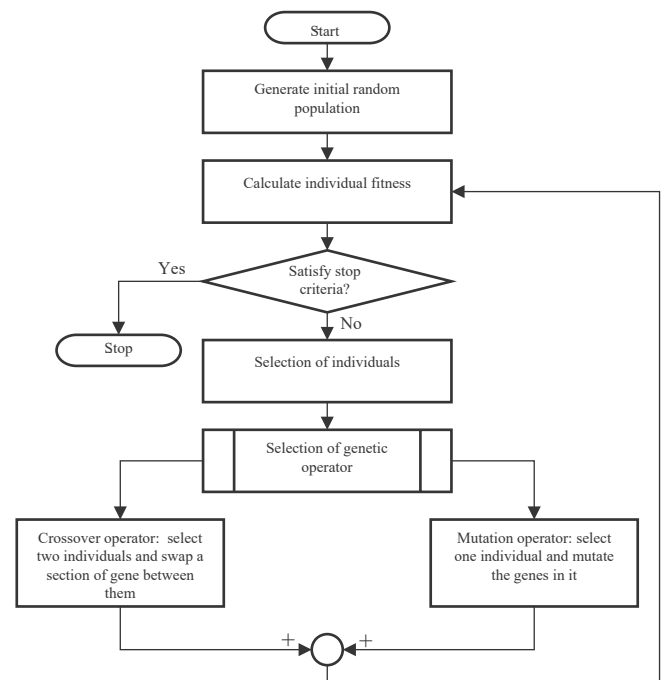 Start
Generate initial random
population
Calculate individual fitness
Satisfy stop
criteria?
Yes
No
Stop
Selection of individuals
Selection of genetic
operator
Crossover operator: select
two individuals and swap a
section of gene between
them
Mutation operator: select
one individual and mutate
the genes in it
+
+